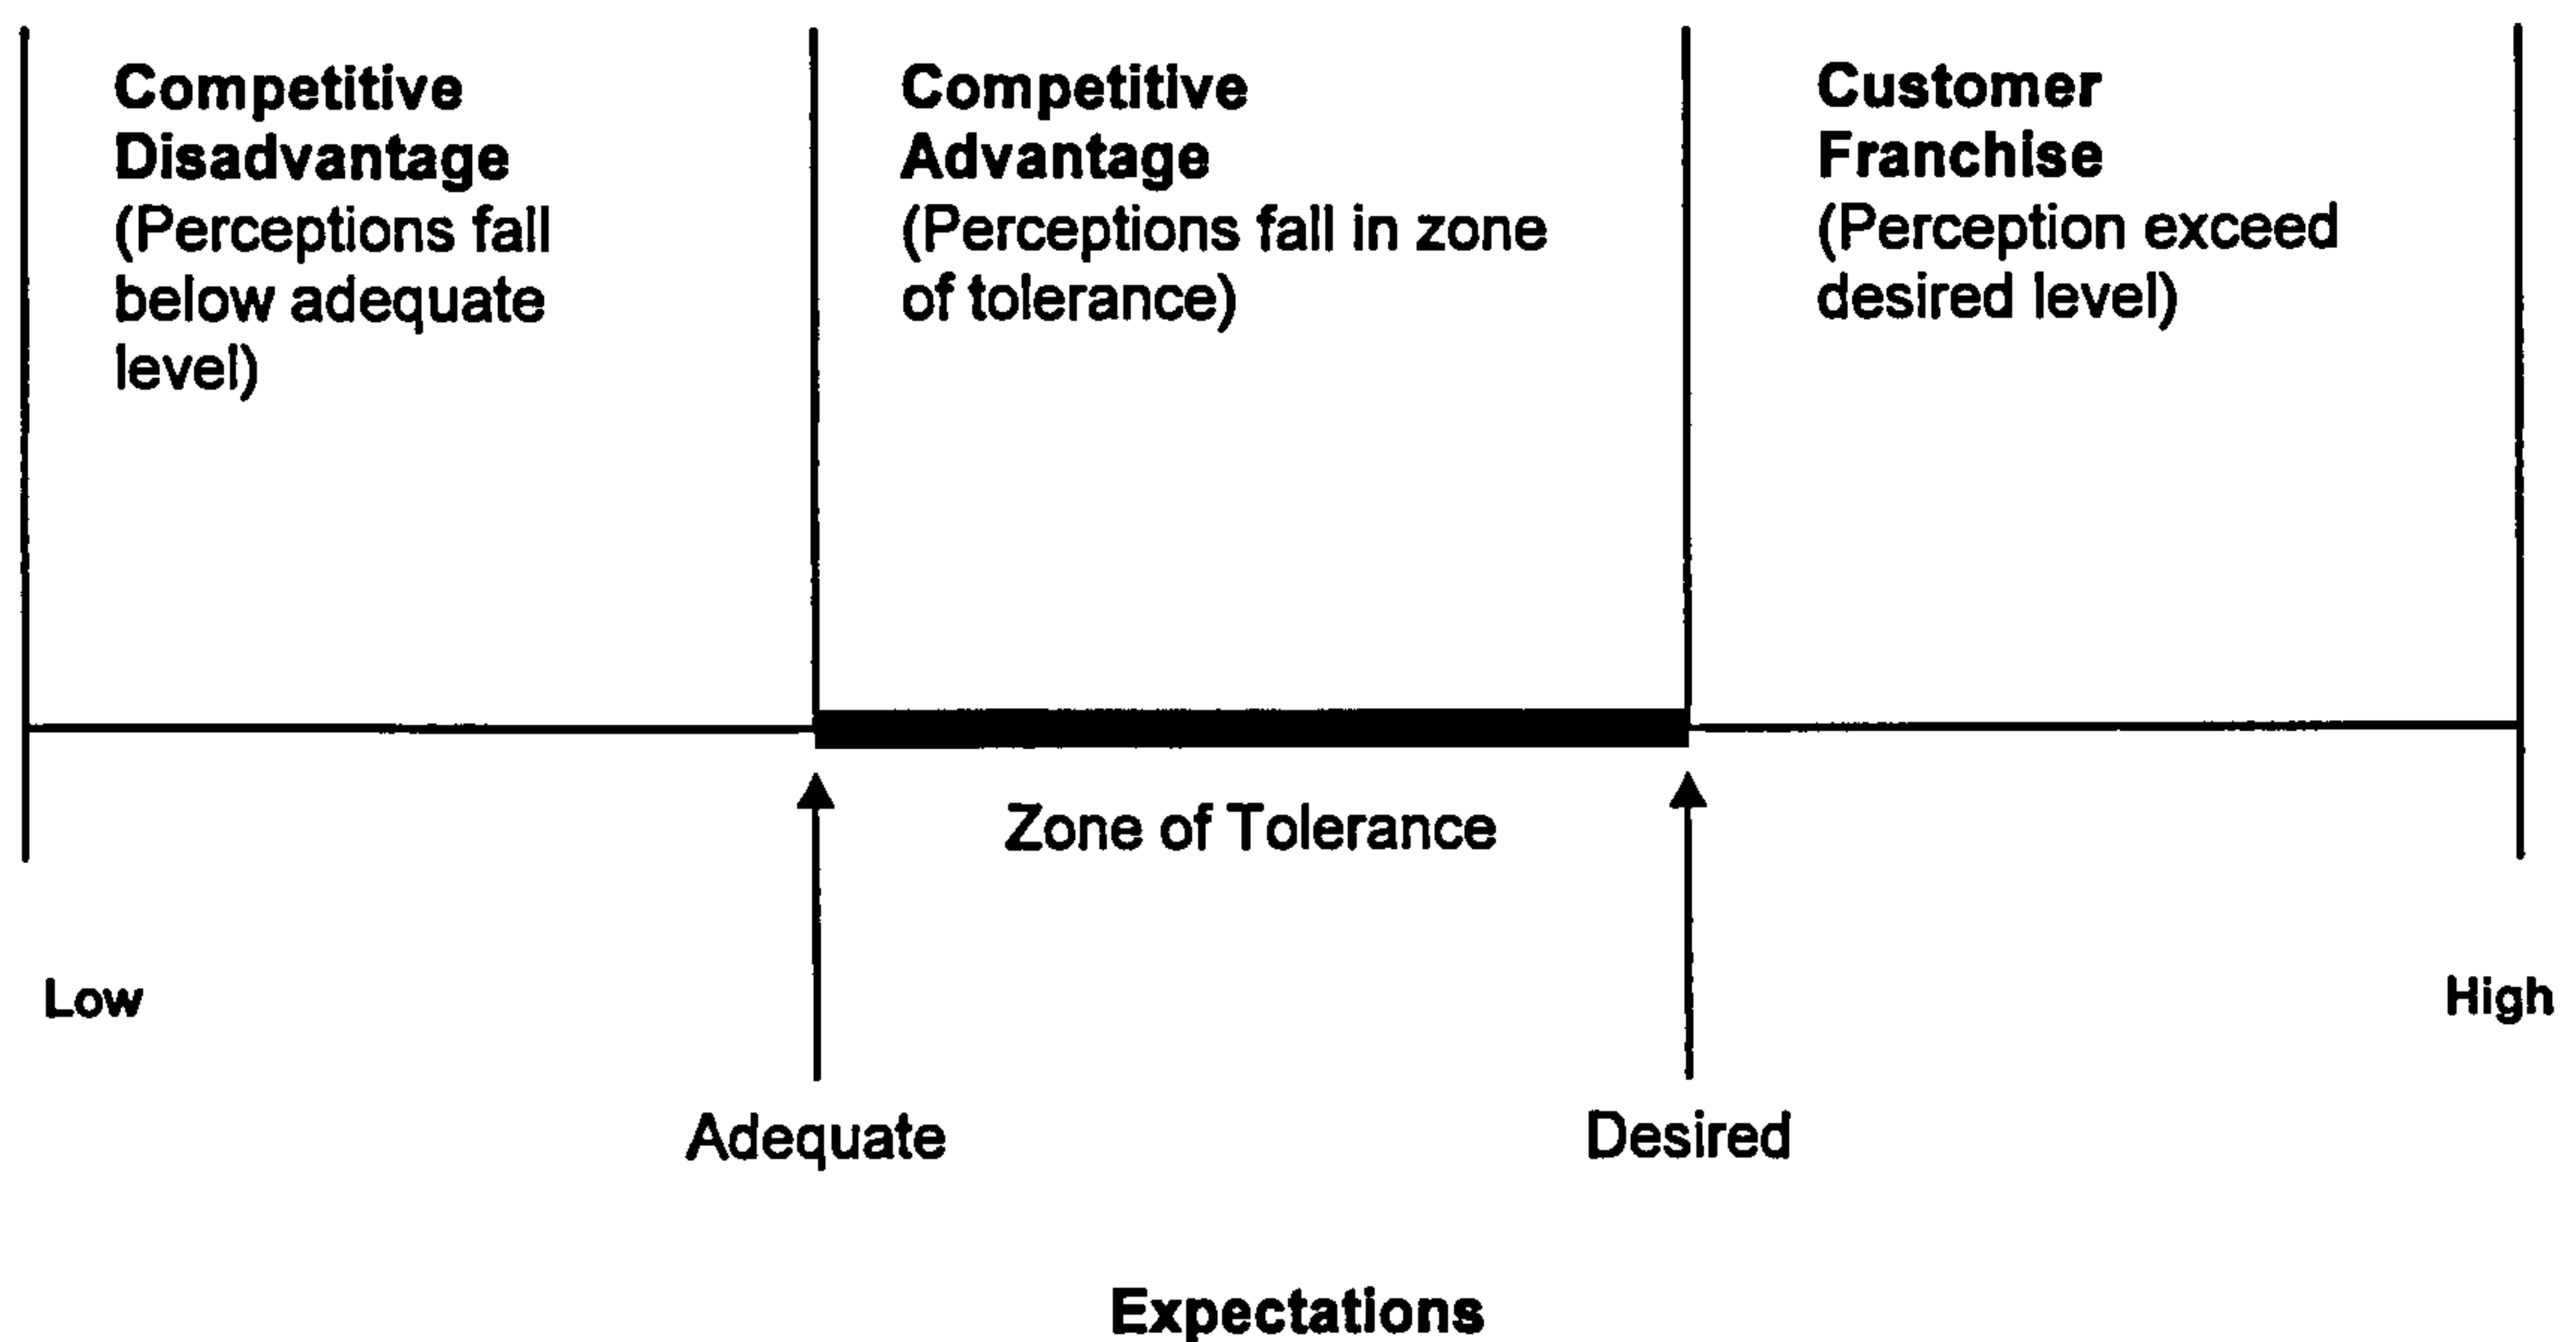 Competitive
Disadvantage
(Perceptions fall
below adequate
level)
Competitive
Advantage
(Perceptions fall in zone
of tolerance)
Customer
Franchise
(Perception exceed
desired level)
Zone of Tolerance
Low
High
Adequate
Desired
Expectations